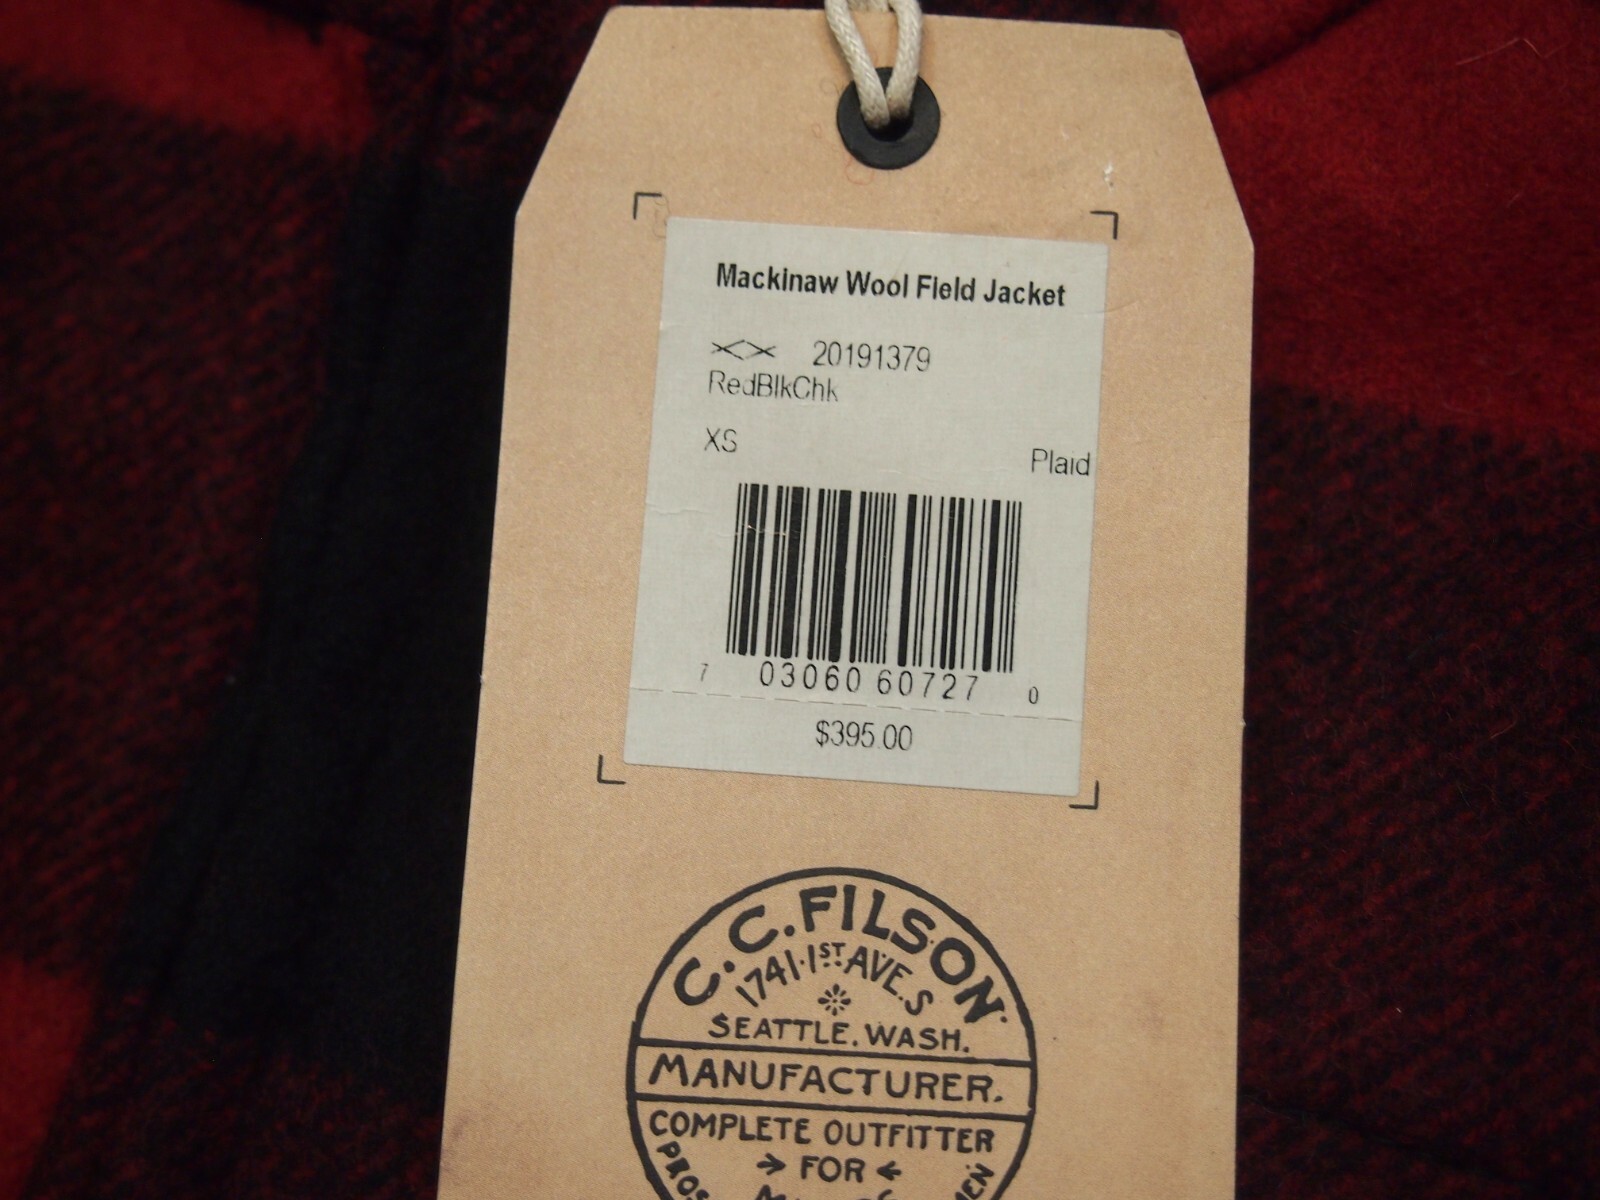 Mackinaw Wool Field Jacket
20191379
RedBlkChk
XS
Plaid
7 03060 60727 0
$395.00
C.C. FILSON
1741·1ST AVE.S
SEATTLE. WASH.
MANUFACTURER.
COMPLETE OUTFITTER
FOR